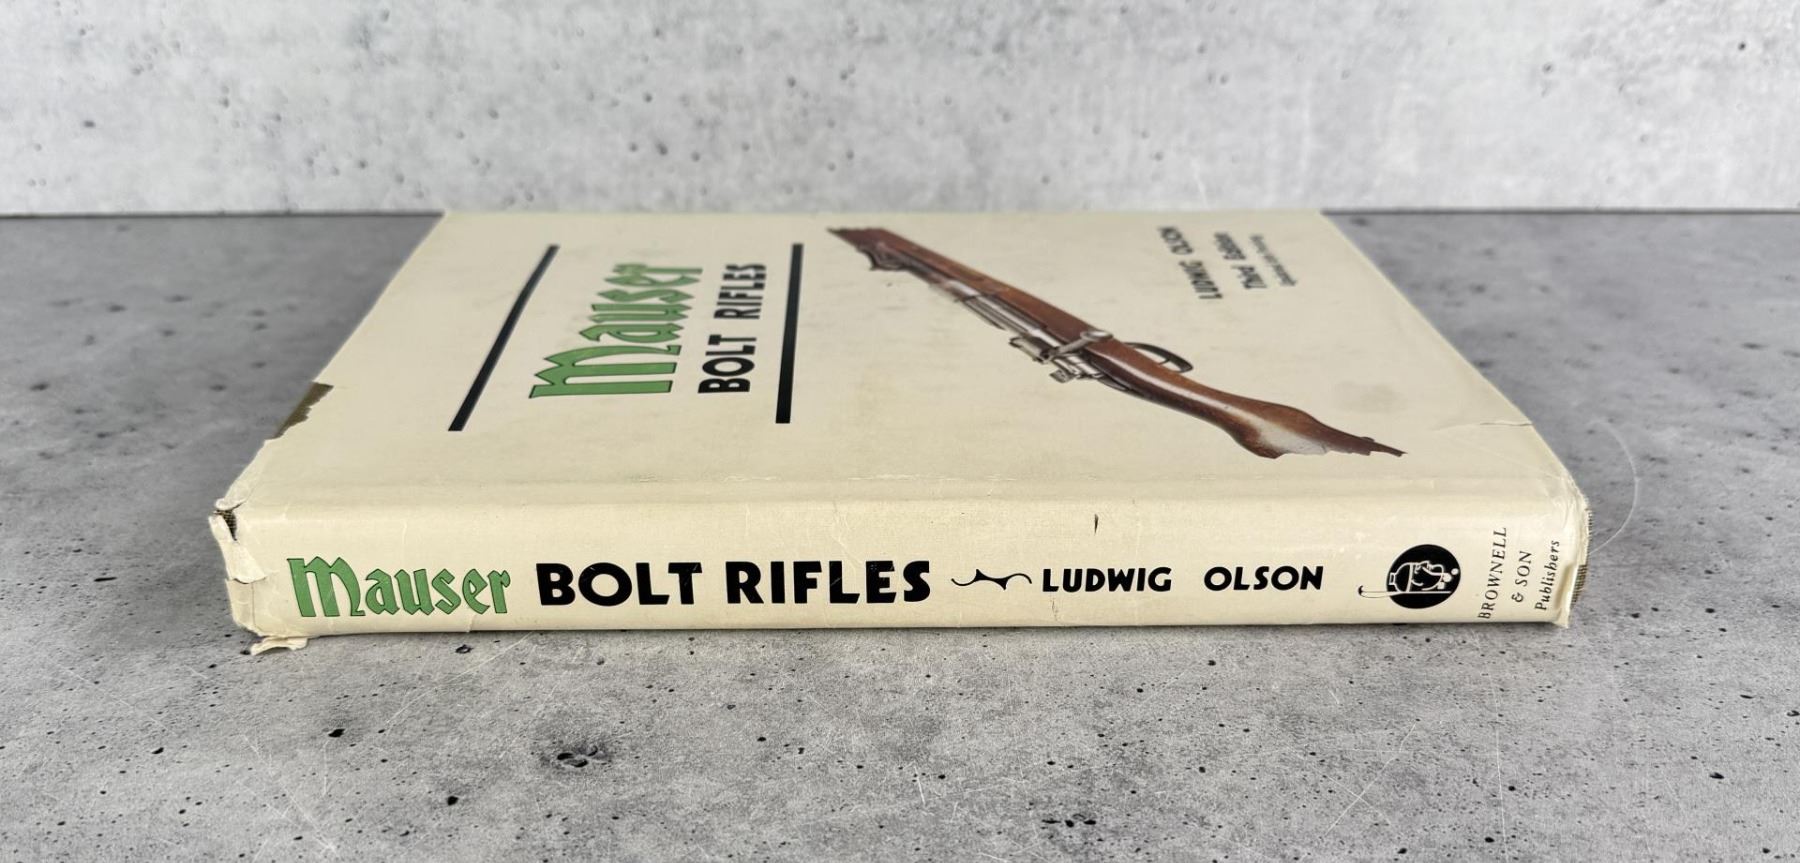 Mauser
BOLT RIFLES
LUDWIG OLSON
Third Edition
Mauser BOLT RIFLES LUDWIG OLSON
BROWNELL
& SON
Publishers